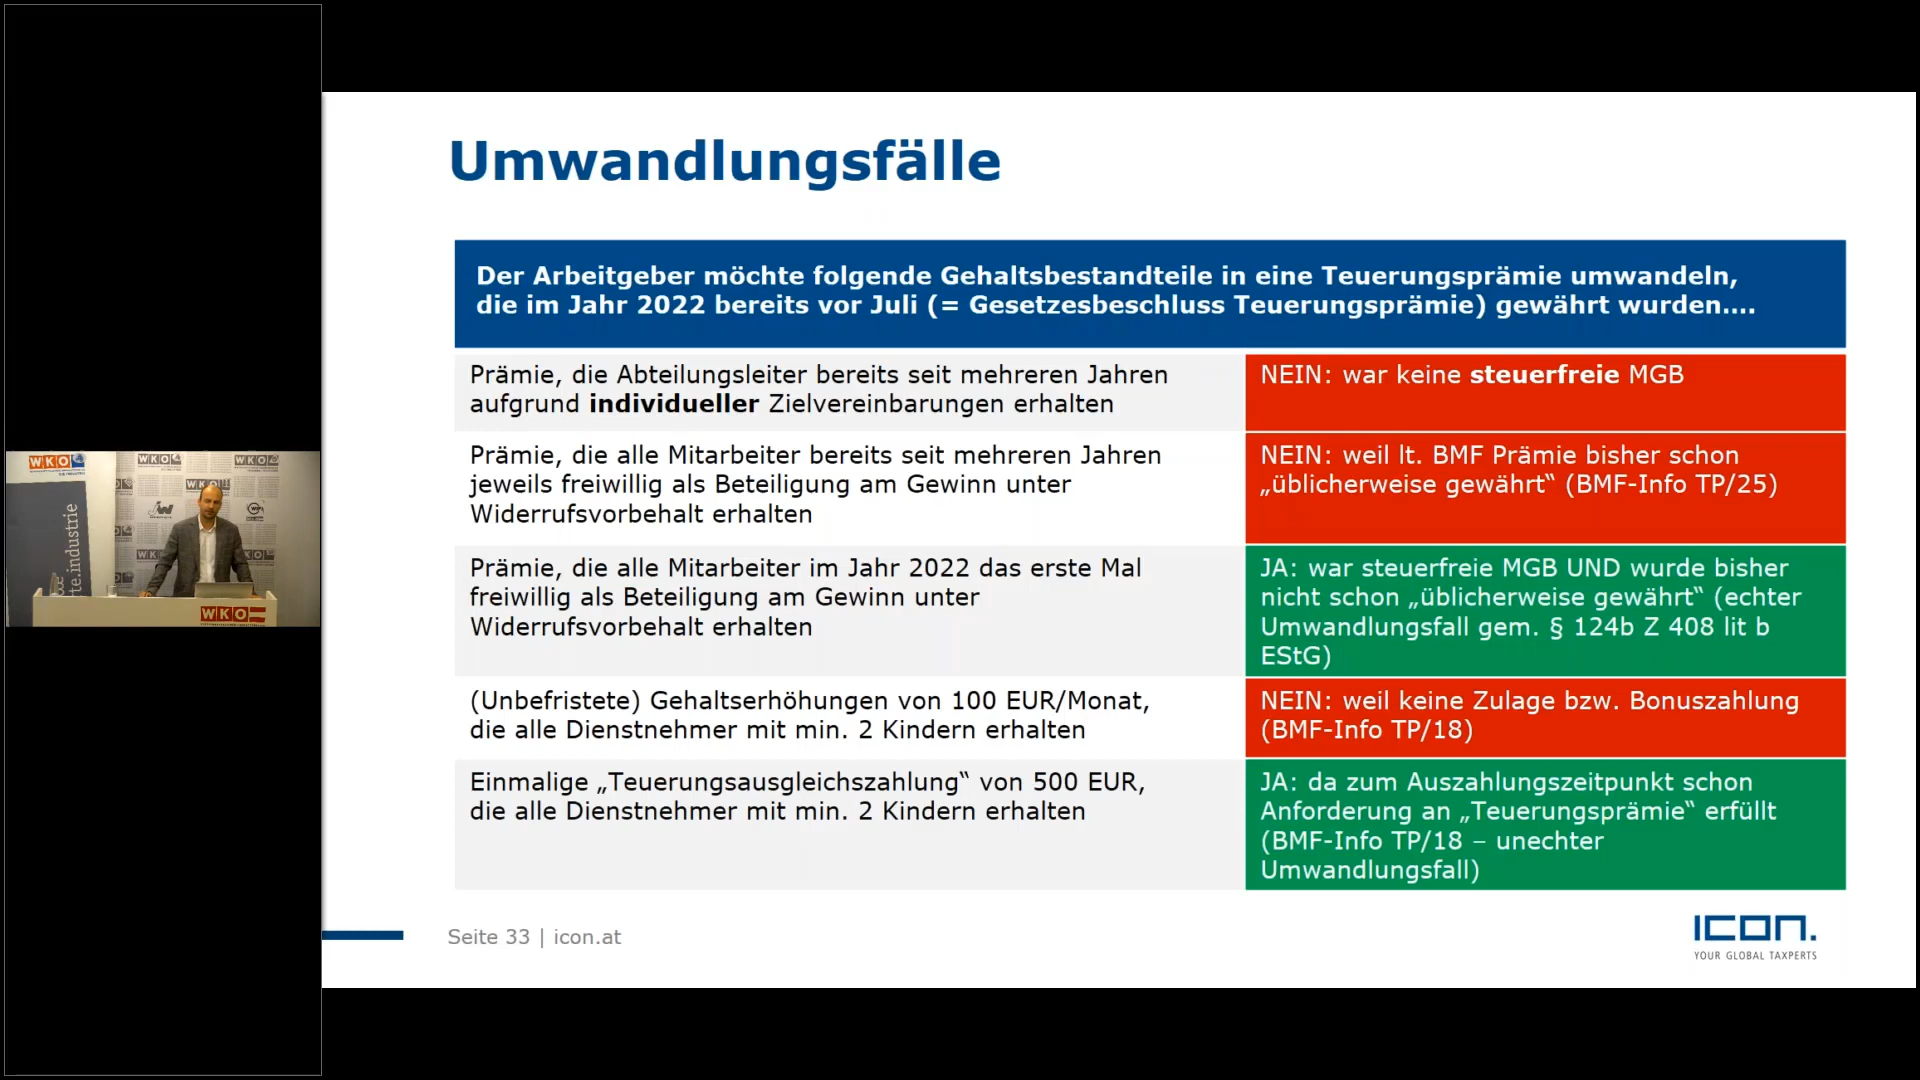 Umwandlungsfälle
Der Arbeitgeber möchte folgende Gehaltsbestandteile in eine Teuerungsprämie umwandeln,
die im Jahr 2022 bereits vor Juli (= Gesetzesbeschluss Teuerungsprämie) gewährt wurden....
Prämie, die Abteilungsleiter bereits seit mehreren Jahren
aufgrund individueller Zielvereinbarungen erhalten
NEIN: war keine steuerfreie MGB
Prämie, die alle Mitarbeiter bereits seit mehreren Jahren
jeweils freiwillig als Beteiligung am Gewinn unter
Widerrufsvorbehalt erhalten
NEIN: weil lt. BMF Prämie bisher schon
„üblicherweise gewährt“ (BMF-Info TP/25)
Prämie, die alle Mitarbeiter im Jahr 2022 das erste Mal
freiwillig als Beteiligung am Gewinn unter
Widerrufsvorbehalt erhalten
JA: war steuerfreie MGB UND wurde bisher
nicht schon „üblicherweise gewährt“ (echter
Umwandlungsfall gem. § 124b Z 408 lit b
EStG)
(Unbefristete) Gehaltserhöhungen von 100 EUR/Monat,
die alle Dienstnehmer mit min. 2 Kindern erhalten
NEIN: weil keine Zulage bzw. Bonuszahlung
(BMF-Info TP/18)
Einmalige „Teuerungsausgleichszahlung“ von 500 EUR,
die alle Dienstnehmer mit min. 2 Kindern erhalten
JA: da zum Auszahlungszeitpunkt schon
Anforderung an „Teuerungsprämie“ erfüllt
(BMF-Info TP/18 – unechter
Umwandlungsfall)
Seite 33 | icon.at
ICON.
YOUR GLOBAL TAXPERTS
WKO
WKO
WKO
WKO
te.industrie
WKO
WKO